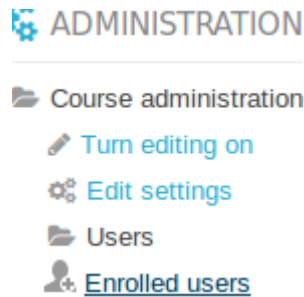 ADMINISTRATION
Course administration
Turn editing on
Edit settings
Users
Enrolled users